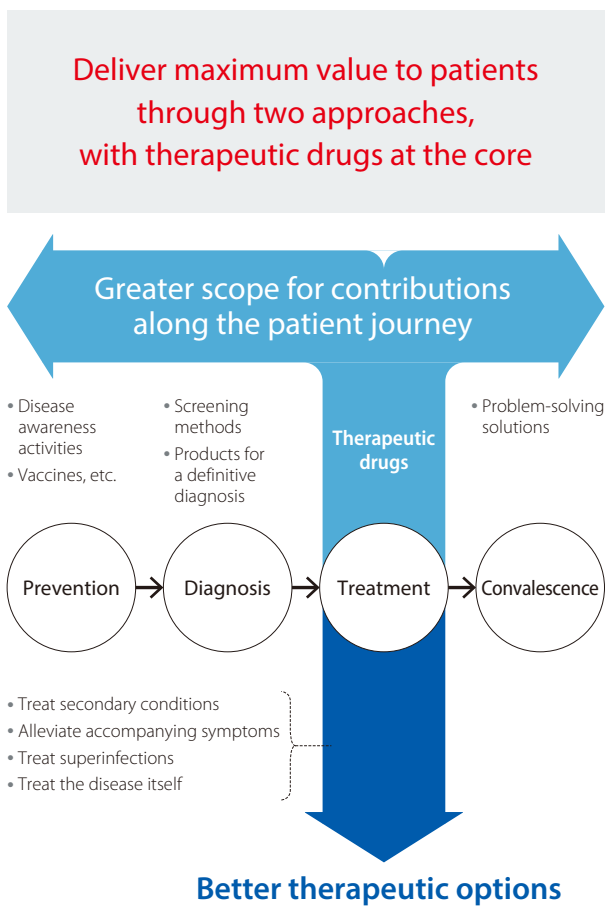 Deliver maximum value to patients
through two approaches,
with therapeutic drugs at the core
Greater scope for contributions
along the patient journey
• Disease
awareness
activities
• Vaccines, etc.
• Screening
methods
• Products for
a definitive
diagnosis
Therapeutic
drugs
• Problem-solving
solutions
Prevention
Diagnosis
Treatment
Convalescence
• Treat secondary conditions
• Alleviate accompanying symptoms
• Treat superinfections
• Treat the disease itself
Better therapeutic options